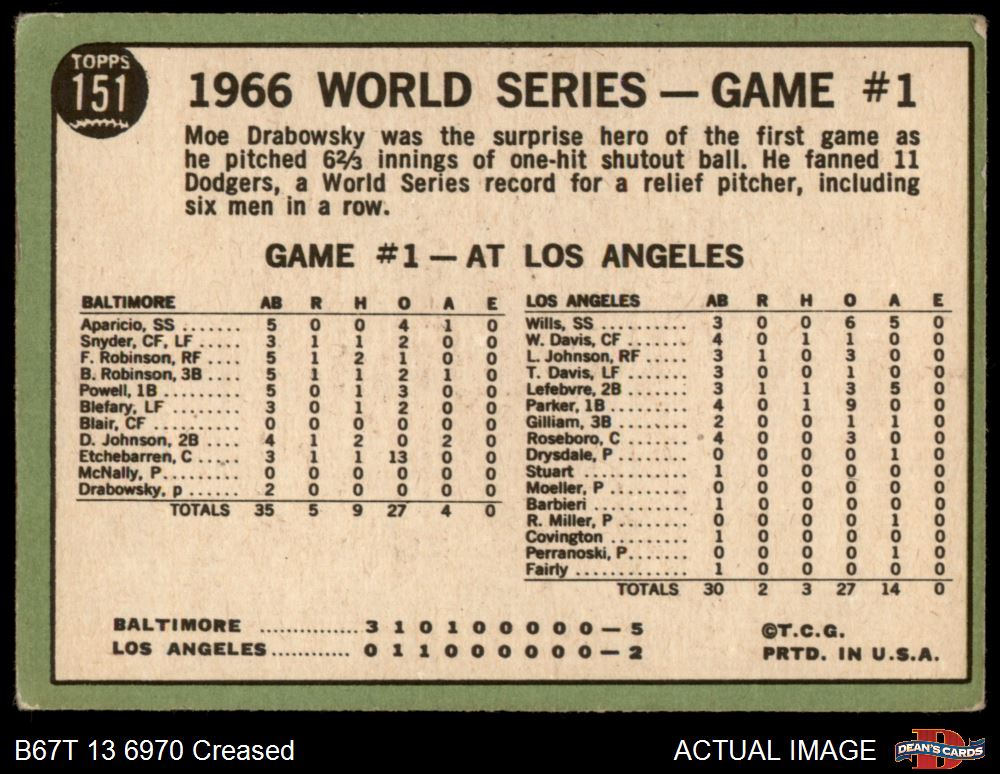 TOPPS
151
1966 WORLD SERIES — GAME #1
Moe Drabowsky was the surprise hero of the first game as
he pitched 6⅔ innings of one-hit shutout ball. He fanned 11
Dodgers, a World Series record for a relief pitcher, including
six men in a row.
GAME #1 — AT LOS ANGELES
BALTIMORE AB R H O A E
Aparicio, SS ....... 5 0 0 4 1 0
Snyder, CF, LF ..... 3 1 1 2 0 0
F. Robinson, RF .... 5 1 2 1 0 0
B. Robinson, 3B .... 5 1 1 2 1 0
Powell, 1B ......... 5 0 1 3 0 0
Blefary, LF ........ 3 0 1 2 0 0
Blair, CF .......... 0 0 0 0 0 0
D. Johnson, 2B .... 4 1 2 0 2 0
Etchebarren, C ..... 3 1 1 13 0 0
McNally, P.......... 0 0 0 0 0 0
Drabowsky, p ...... 2 0 0 0 0 0
TOTALS 35 5 9 27 4 0
LOS ANGELES AB R H O A E
Wills, SS .......... 3 0 0 6 5 0
W. Davis, CF ....... 4 0 1 1 0 0
L. Johnson, RF ..... 3 1 0 3 0 0
T. Davis, LF ....... 3 0 0 1 0 0
Lefebvre, 2B ....... 3 1 1 3 5 0
Parker, 1B ......... 4 0 1 9 0 0
Gilliam, 3B ........ 2 0 0 1 1 0
Roseboro, C ........ 4 0 0 3 0 0
Drysdale, P ........ 0 0 0 0 1 0
Stuart ............. 1 0 0 0 0 0
Moeller, P ......... 0 0 0 0 0 0
Barbieri ........... 1 0 0 0 0 0
R. Miller, P ....... 0 0 0 0 1 0
Covington .......... 1 0 0 0 0 0
Perranoski, P....... 0 0 0 0 1 0
Fairly ............. 1 0 0 0 0 0
TOTALS 30 2 3 27 14 0
BALTIMORE .............. 3 1 0 1 0 0 0 0 0 — 5
LOS ANGELES............ 0 1 1 0 0 0 0 0 0 — 2
©T.C.G.
PRTD. IN U.S.A.
B67T 13 6970 Creased
ACTUAL IMAGE
DEAN'S CARDS